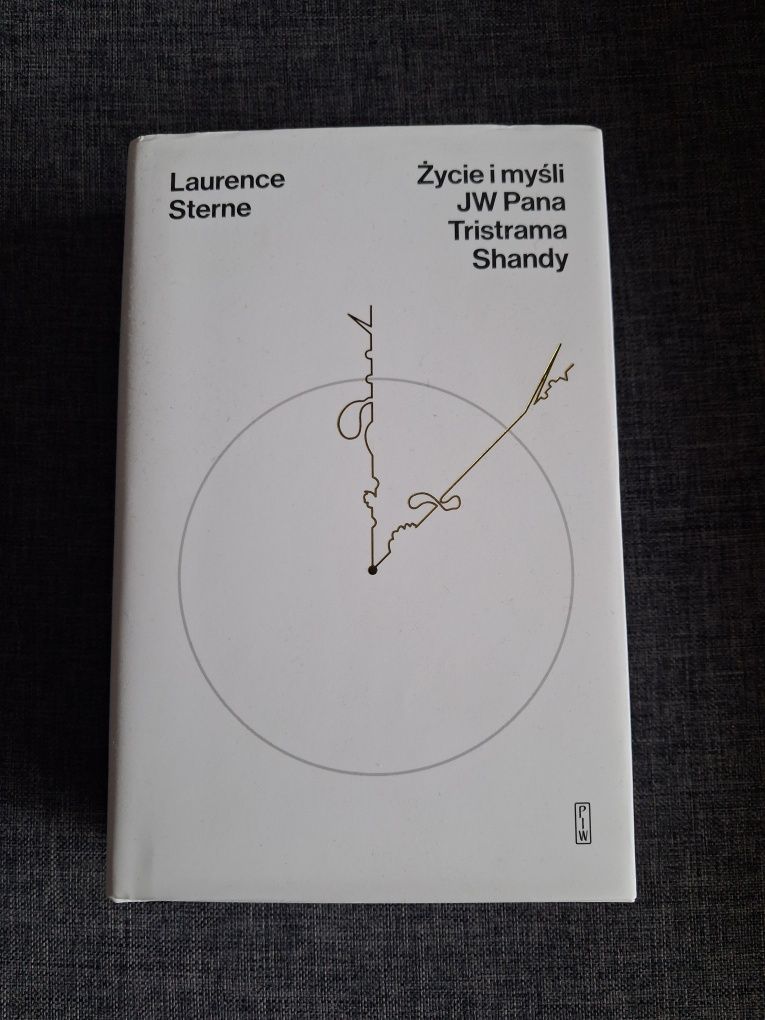 Laurence
Sterne
Życie i myśli
JW Pana
Tristrama
Shandy
PIW